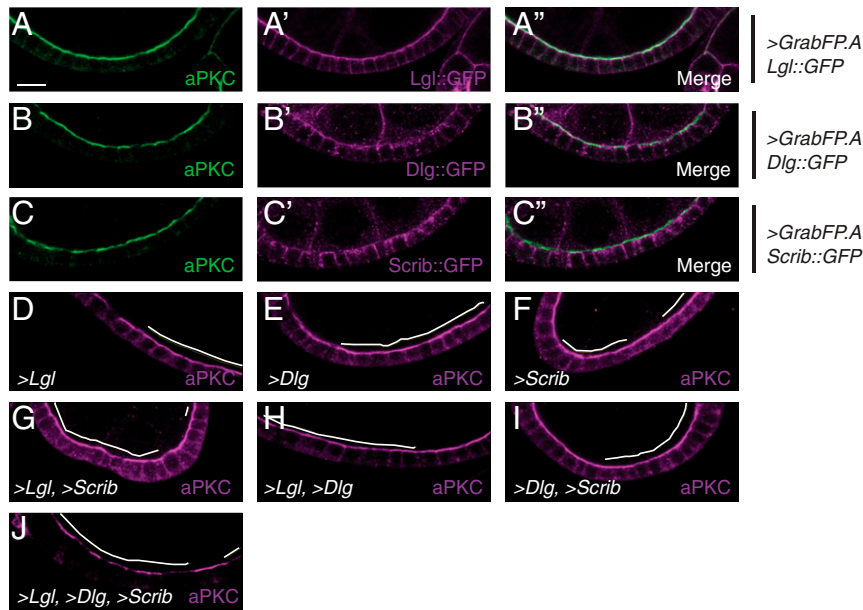 A
aPKC
A'
Lgl::GFP
A''
Merge
>GrabFP.A
Lgl::GFP
B
aPKC
B'
Dlg::GFP
B''
Merge
>GrabFP.A
Dlg::GFP
C
aPKC
C'
Scrib::GFP
C''
Merge
>GrabFP.A
Scrib::GFP
D
>Lgl
aPKC
E
>Dlg
aPKC
F
>Scrib
aPKC
G
>Lgl, >Scrib
aPKC
H
>Lgl, >Dlg
aPKC
I
>Dlg, >Scrib
aPKC
J
>Lgl, >Dlg, >Scrib
aPKC